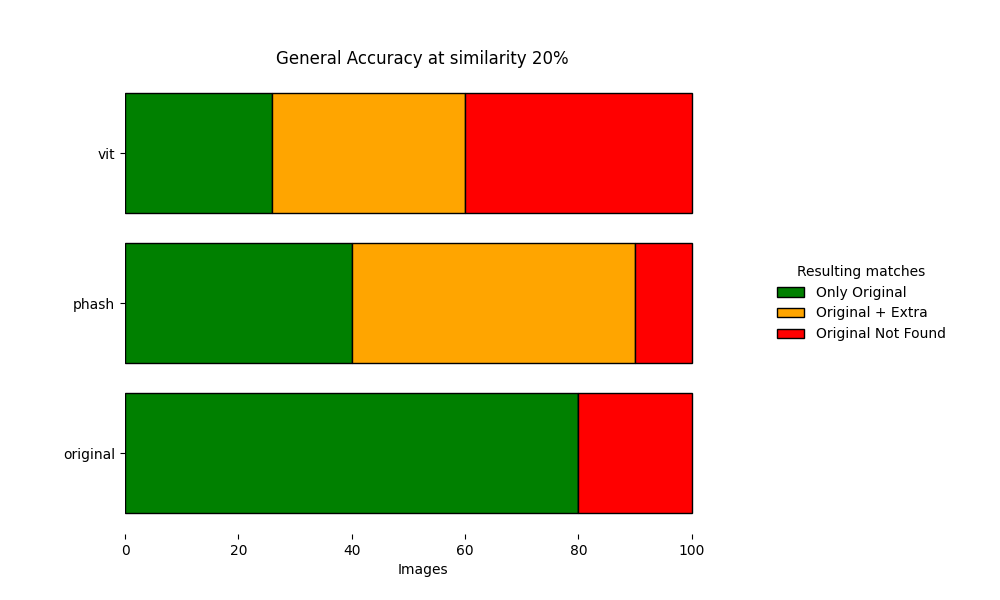 General Accuracy at similarity 20%
vit
phash
original
0 20 40 60 80 100
Images
Resulting matches
Only Original
Original + Extra
Original Not Found